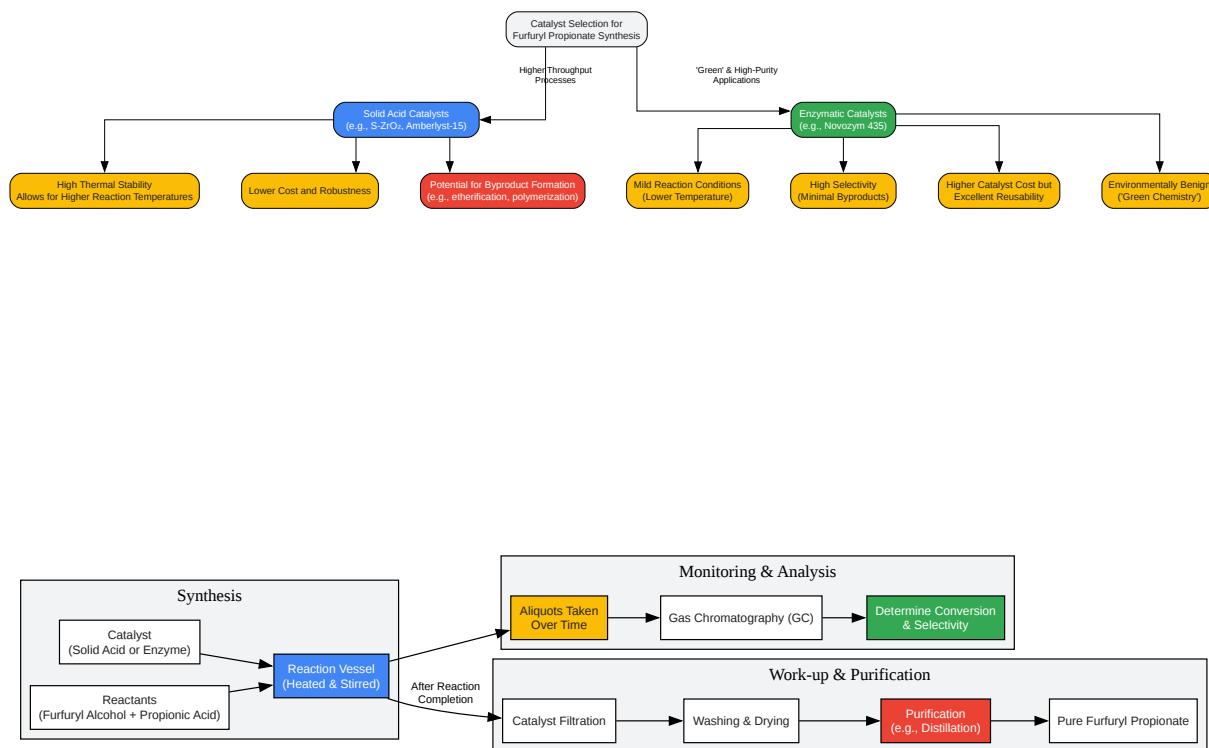 Catalyst Selection for
Furfuryl Propionate Synthesis
Higher Throughput
Processes
'Green' & High-Purity
Applications
Solid Acid Catalysts
(e.g., S-ZrO₂, Amberlyst-15)
Enzymatic Catalysts
(e.g., Novozym 435)
High Thermal Stability
Allows for Higher Reaction Temperatures
Lower Cost and Robustness
Potential for Byproduct Formation
(e.g., etherification, polymerization)
Mild Reaction Conditions
(Lower Temperature)
High Selectivity
(Minimal Byproducts)
Higher Catalyst Cost but
Excellent Reusability
Environmentally Benign
('Green Chemistry')
Synthesis
Catalyst
(Solid Acid or Enzyme)
Reactants
(Furfuryl Alcohol + Propionic Acid)
Reaction Vessel
(Heated & Stirred)
After Reaction
Completion
Monitoring & Analysis
Aliquots Taken
Over Time
Gas Chromatography (GC)
Determine Conversion
& Selectivity
Work-up & Purification
Catalyst Filtration
Washing & Drying
Purification
(e.g., Distillation)
Pure Furfuryl Propionate